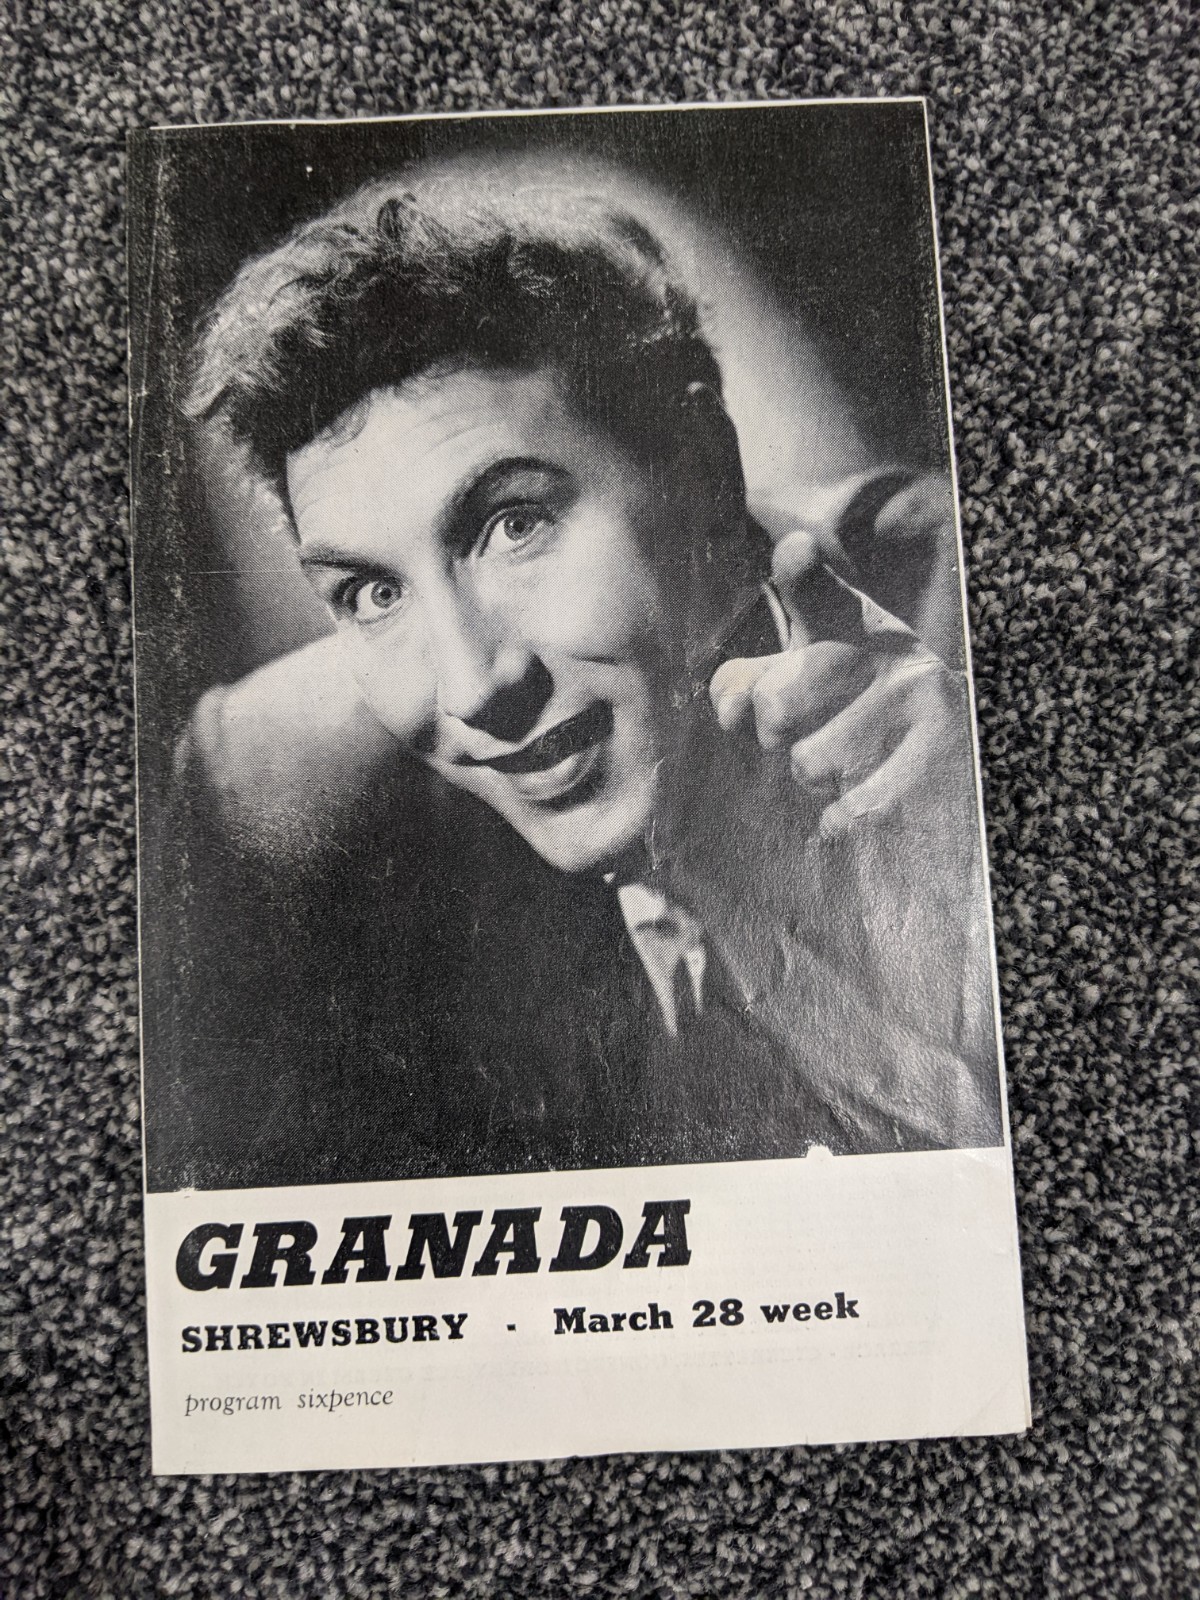 GRANADA
SHREWSBURY . March 28 week
program sixpence